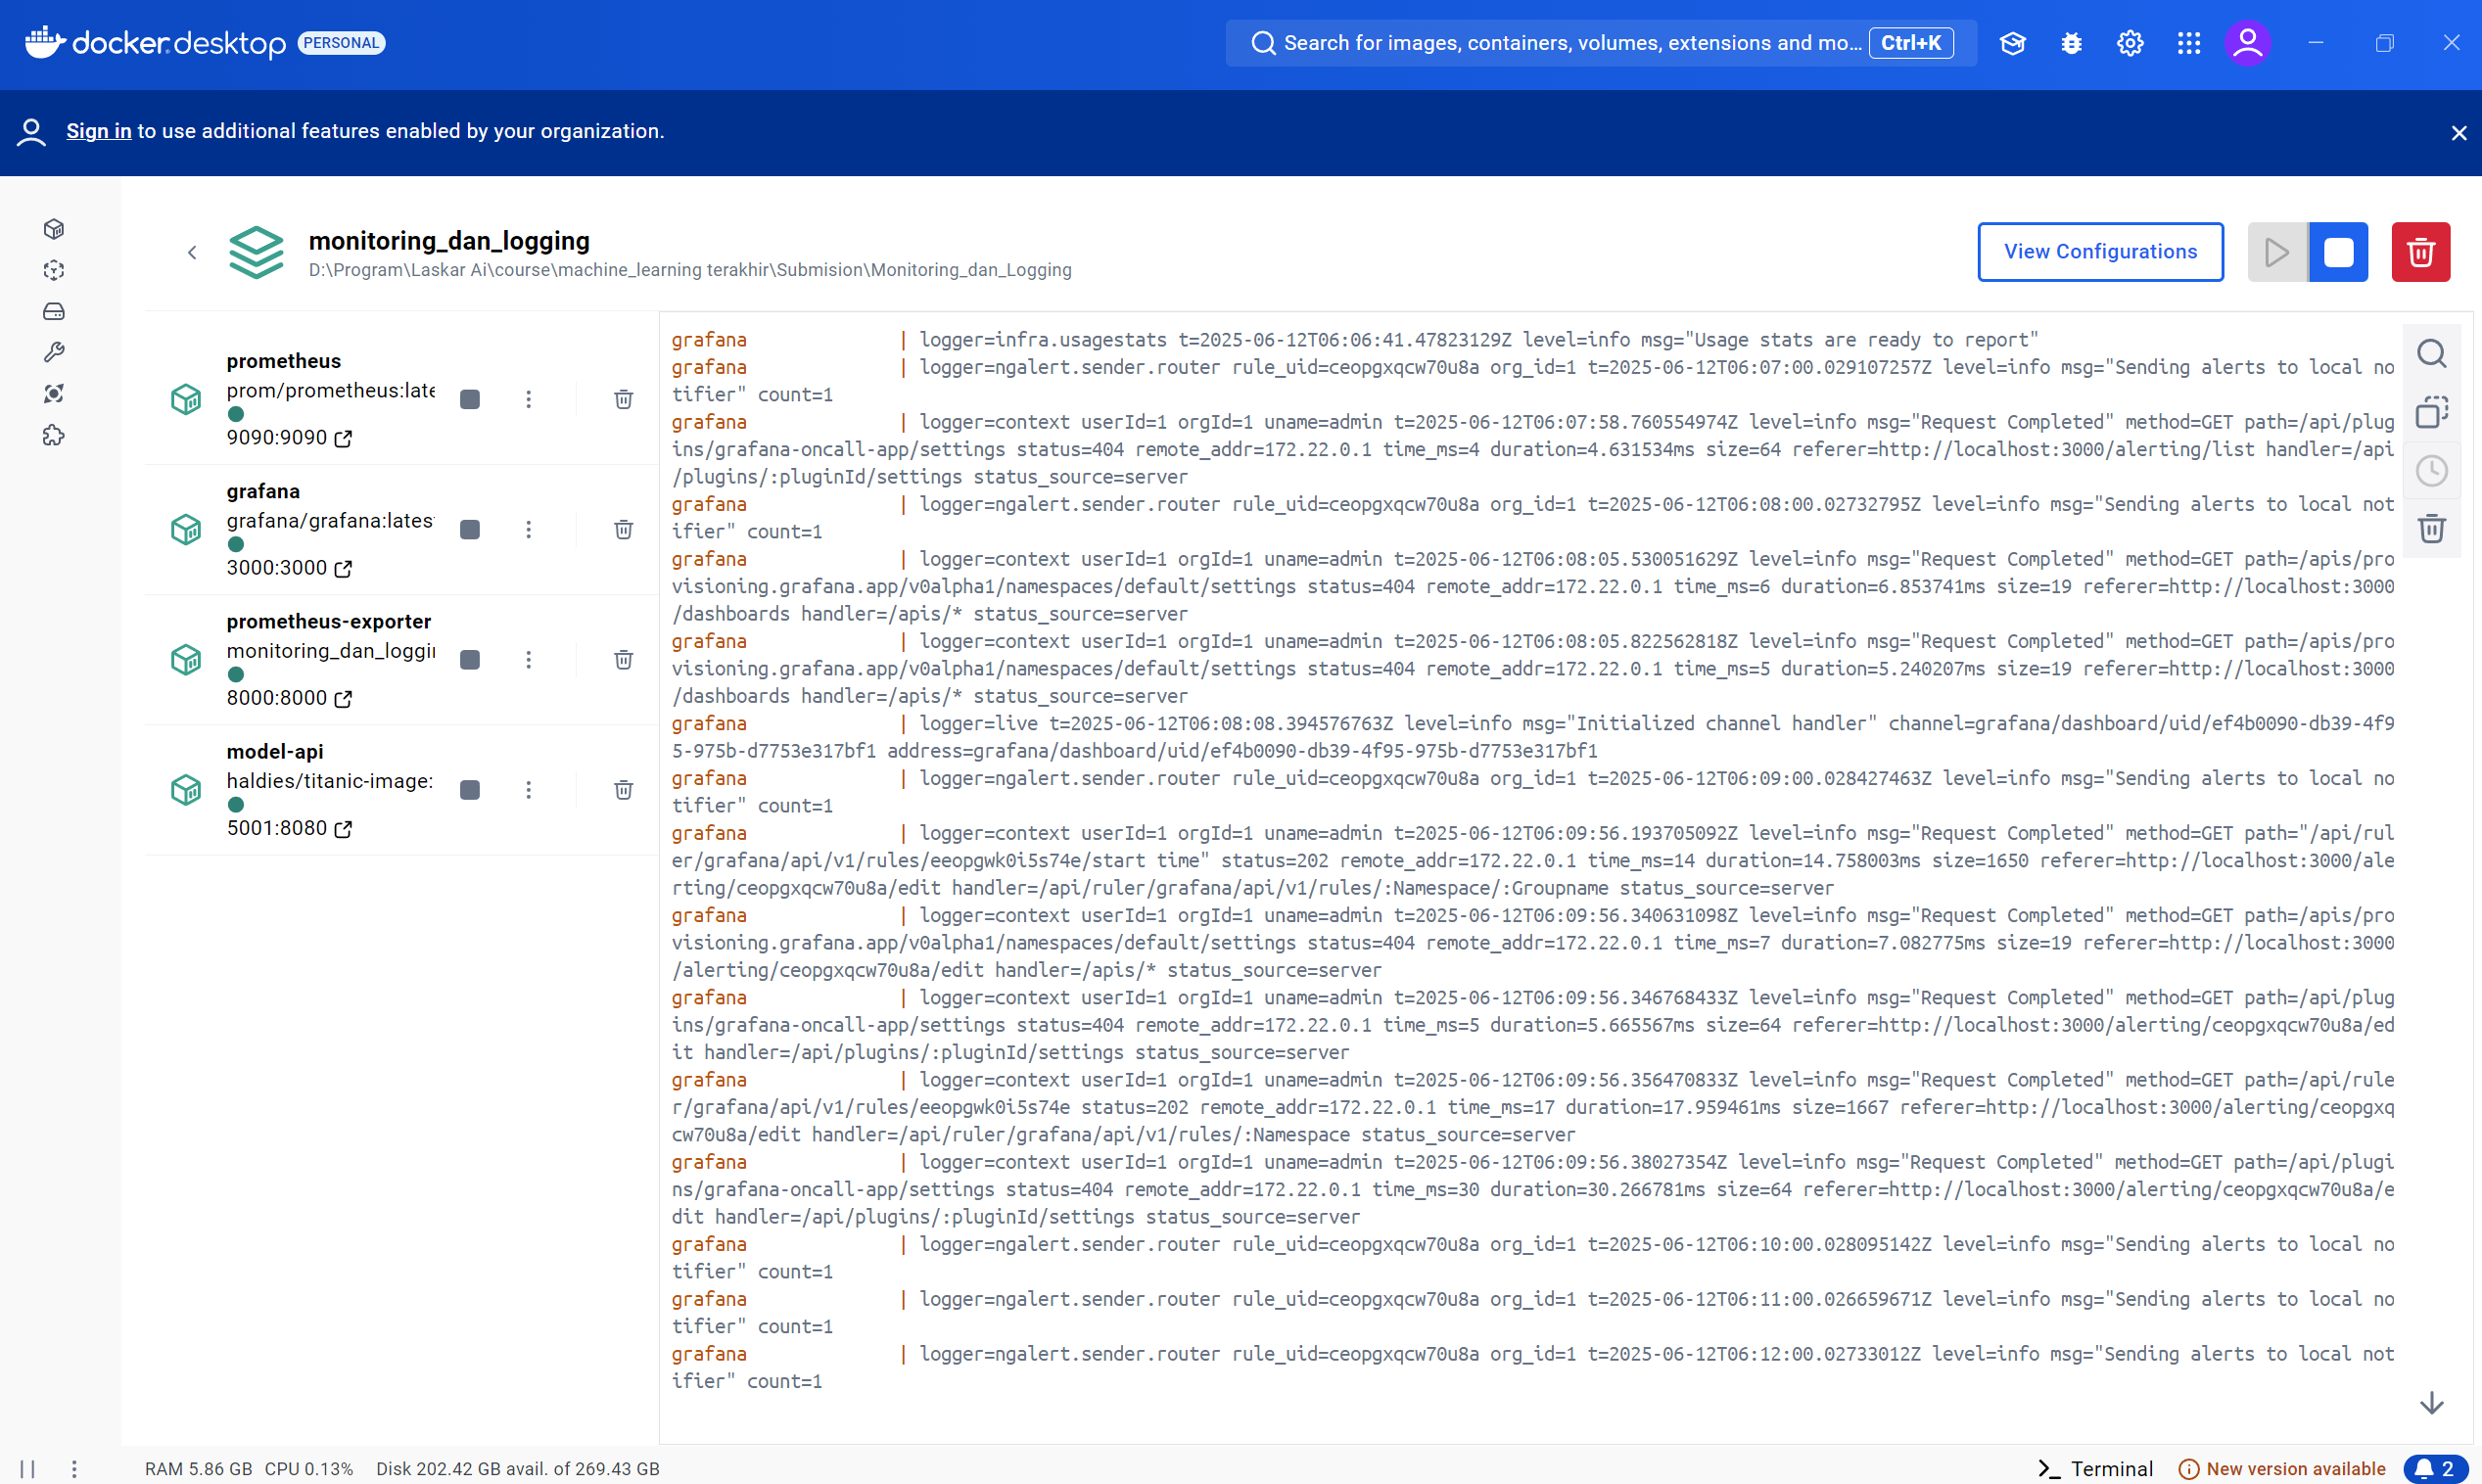 docker.desktop PERSONAL
Search for images, containers, volumes, extensions and mo... Ctrl+K
Sign in to use additional features enabled by your organization.
monitoring_dan_logging
D:\Program\Laskar Ai\course\machine_learning terakhir\Submision\Monitoring_dan_Logging
View Configurations
prometheus
prom/prometheus:late
9090:9090
grafana
grafana/grafana:lates
3000:3000
prometheus-exporter
monitoring_dan_loggi
8000:8000
model-api
haldies/titanic-image:
5001:8080
grafana | logger=infra.usagestats t=2025-06-12T06:06:41.47823129Z level=info msg="Usage stats are ready to report"
grafana | logger=ngalert.sender.router rule_uid=ceopgxqcw70u8a org_id=1 t=2025-06-12T06:07:00.029107257Z level=info msg="Sending alerts to local no
tifier" count=1
grafana | logger=context userId=1 orgId=1 uname=admin t=2025-06-12T06:07:58.760554974Z level=info msg="Request Completed" method=GET path=/api/plug
ins/grafana-oncall-app/settings status=404 remote_addr=172.22.0.1 time_ms=4 duration=4.631534ms size=64 referer=http://localhost:3000/alerting/list handler=/api
/plugins/:pluginId/settings status_source=server
grafana | logger=ngalert.sender.router rule_uid=ceopgxqcw70u8a org_id=1 t=2025-06-12T06:08:00.02732795Z level=info msg="Sending alerts to local not
ifier" count=1
grafana | logger=context userId=1 orgId=1 uname=admin t=2025-06-12T06:08:05.530051629Z level=info msg="Request Completed" method=GET path=/apis/pro
visioning.grafana.app/v0alpha1/namespaces/default/settings status=404 remote_addr=172.22.0.1 time_ms=6 duration=6.853741ms size=19 referer=http://localhost:3000
/dashboards handler=/apis/* status_source=server
grafana | logger=context userId=1 orgId=1 uname=admin t=2025-06-12T06:08:05.822562818Z level=info msg="Request Completed" method=GET path=/apis/pro
visioning.grafana.app/v0alpha1/namespaces/default/settings status=404 remote_addr=172.22.0.1 time_ms=5 duration=5.240207ms size=19 referer=http://localhost:3000
/dashboards handler=/apis/* status_source=server
grafana | logger=live t=2025-06-12T06:08:08.394576763Z level=info msg="Initialized channel handler" channel=grafana/dashboard/uid/ef4b0090-db39-4f9
5-975b-d7753e317bf1 address=grafana/dashboard/uid/ef4b0090-db39-4f95-975b-d7753e317bf1
grafana | logger=ngalert.sender.router rule_uid=ceopgxqcw70u8a org_id=1 t=2025-06-12T06:09:00.028427463Z level=info msg="Sending alerts to local no
tifier" count=1
grafana | logger=context userId=1 orgId=1 uname=admin t=2025-06-12T06:09:56.193705092Z level=info msg="Request Completed" method=GET path="/api/rul
er/grafana/api/v1/rules/eeopgwk0i5s74e/start time" status=202 remote_addr=172.22.0.1 time_ms=14 duration=14.758003ms size=1650 referer=http://localhost:3000/ale
rting/ceopgxqcw70u8a/edit handler=/api/ruler/grafana/api/v1/rules/:Namespace/:Groupname status_source=server
grafana | logger=context userId=1 orgId=1 uname=admin t=2025-06-12T06:09:56.340631098Z level=info msg="Request Completed" method=GET path=/apis/pro
visioning.grafana.app/v0alpha1/namespaces/default/settings status=404 remote_addr=172.22.0.1 time_ms=7 duration=7.082775ms size=19 referer=http://localhost:3000
/alerting/ceopgxqcw70u8a/edit handler=/apis/* status_source=server
grafana | logger=context userId=1 orgId=1 uname=admin t=2025-06-12T06:09:56.346768433Z level=info msg="Request Completed" method=GET path=/api/plug
ins/grafana-oncall-app/settings status=404 remote_addr=172.22.0.1 time_ms=5 duration=5.665567ms size=64 referer=http://localhost:3000/alerting/ceopgxqcw70u8a/ed
it handler=/api/plugins/:pluginId/settings status_source=server
grafana | logger=context userId=1 orgId=1 uname=admin t=2025-06-12T06:09:56.356470833Z level=info msg="Request Completed" method=GET path=/api/rule
r/grafana/api/v1/rules/eeopgwk0i5s74e status=202 remote_addr=172.22.0.1 time_ms=17 duration=17.959461ms size=1667 referer=http://localhost:3000/alerting/ceopgxq
cw70u8a/edit handler=/api/ruler/grafana/api/v1/rules/:Namespace status_source=server
grafana | logger=context userId=1 orgId=1 uname=admin t=2025-06-12T06:09:56.38027354Z level=info msg="Request Completed" method=GET path=/api/plugi
ns/grafana-oncall-app/settings status=404 remote_addr=172.22.0.1 time_ms=30 duration=30.266781ms size=64 referer=http://localhost:3000/alerting/ceopgxqcw70u8a/e
dit handler=/api/plugins/:pluginId/settings status_source=server
grafana | logger=ngalert.sender.router rule_uid=ceopgxqcw70u8a org_id=1 t=2025-06-12T06:10:00.028095142Z level=info msg="Sending alerts to local no
tifier" count=1
grafana | logger=ngalert.sender.router rule_uid=ceopgxqcw70u8a org_id=1 t=2025-06-12T06:11:00.026659671Z level=info msg="Sending alerts to local no
tifier" count=1
grafana | logger=ngalert.sender.router rule_uid=ceopgxqcw70u8a org_id=1 t=2025-06-12T06:12:00.02733012Z level=info msg="Sending alerts to local not
ifier" count=1
RAM 5.86 GB CPU 0.13% Disk 202.42 GB avail. of 269.43 GB
Terminal New version available 2